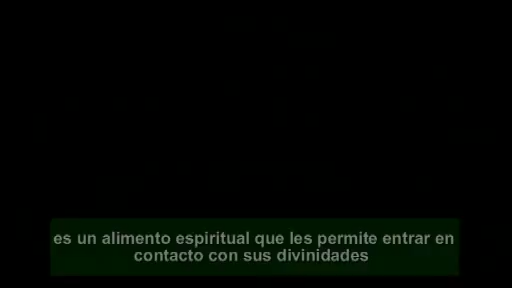 es un alimento espiritual que les permite entrar en
contacto con sus divinidades